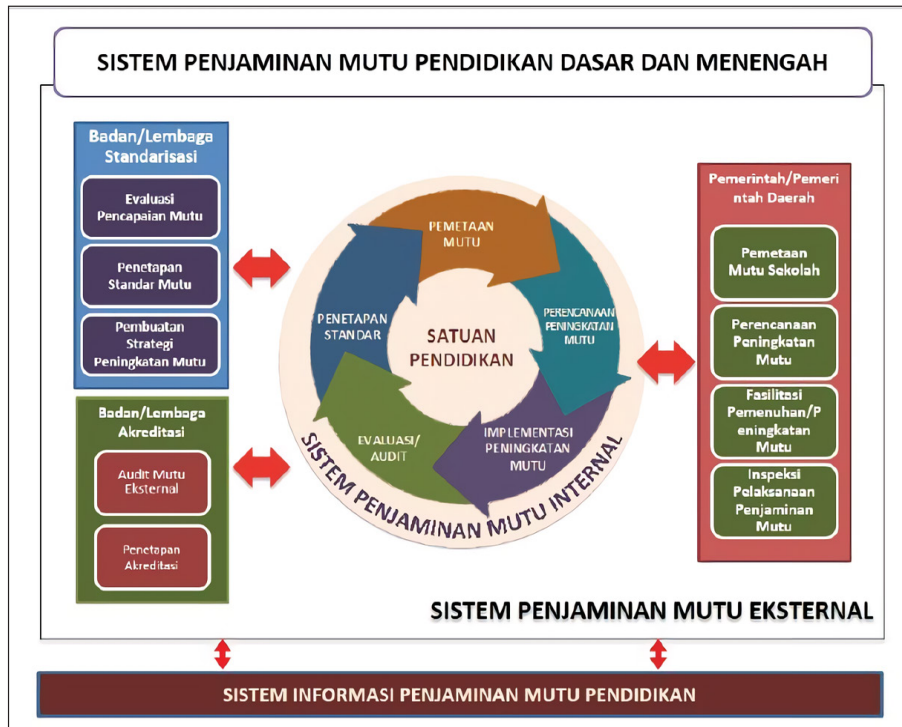 SISTEM PENJAMINAN MUTU PENDIDIKAN DASAR DAN MENENGAH
Badan/Lembaga
Standarisasi
Evaluasi
Pencapaian Mutu
Penetapan
Standar Mutu
Pembuatan
Strategi
Peningkatan Mutu
Badan/Lembaga
Akreditasi
Audit Mutu
Eksternal
Penetapan
Akreditasi
PEMETAAN
MUTU
PERENCANAAN
PENINGKATAN
MUTU
IMPLEMENTASI
PENINGKATAN
MUTU
EVALUASI/
AUDIT
PENETAPAN
STANDAR
SATUAN
PENDIDIKAN
SISTEM PENJAMINAN MUTU INTERNAL
Pemerintah/Pemeri
ntah Daerah
Pemetaan
Mutu Sekolah
Perencanaan
Peningkatan
Mutu
Fasilitasi
Pemenuhan/P
eningkatan
Mutu
Inspeksi
Pelaksanaan
Penjaminan
Mutu
SISTEM PENJAMINAN MUTU EKSTERNAL
SISTEM INFORMASI PENJAMINAN MUTU PENDIDIKAN